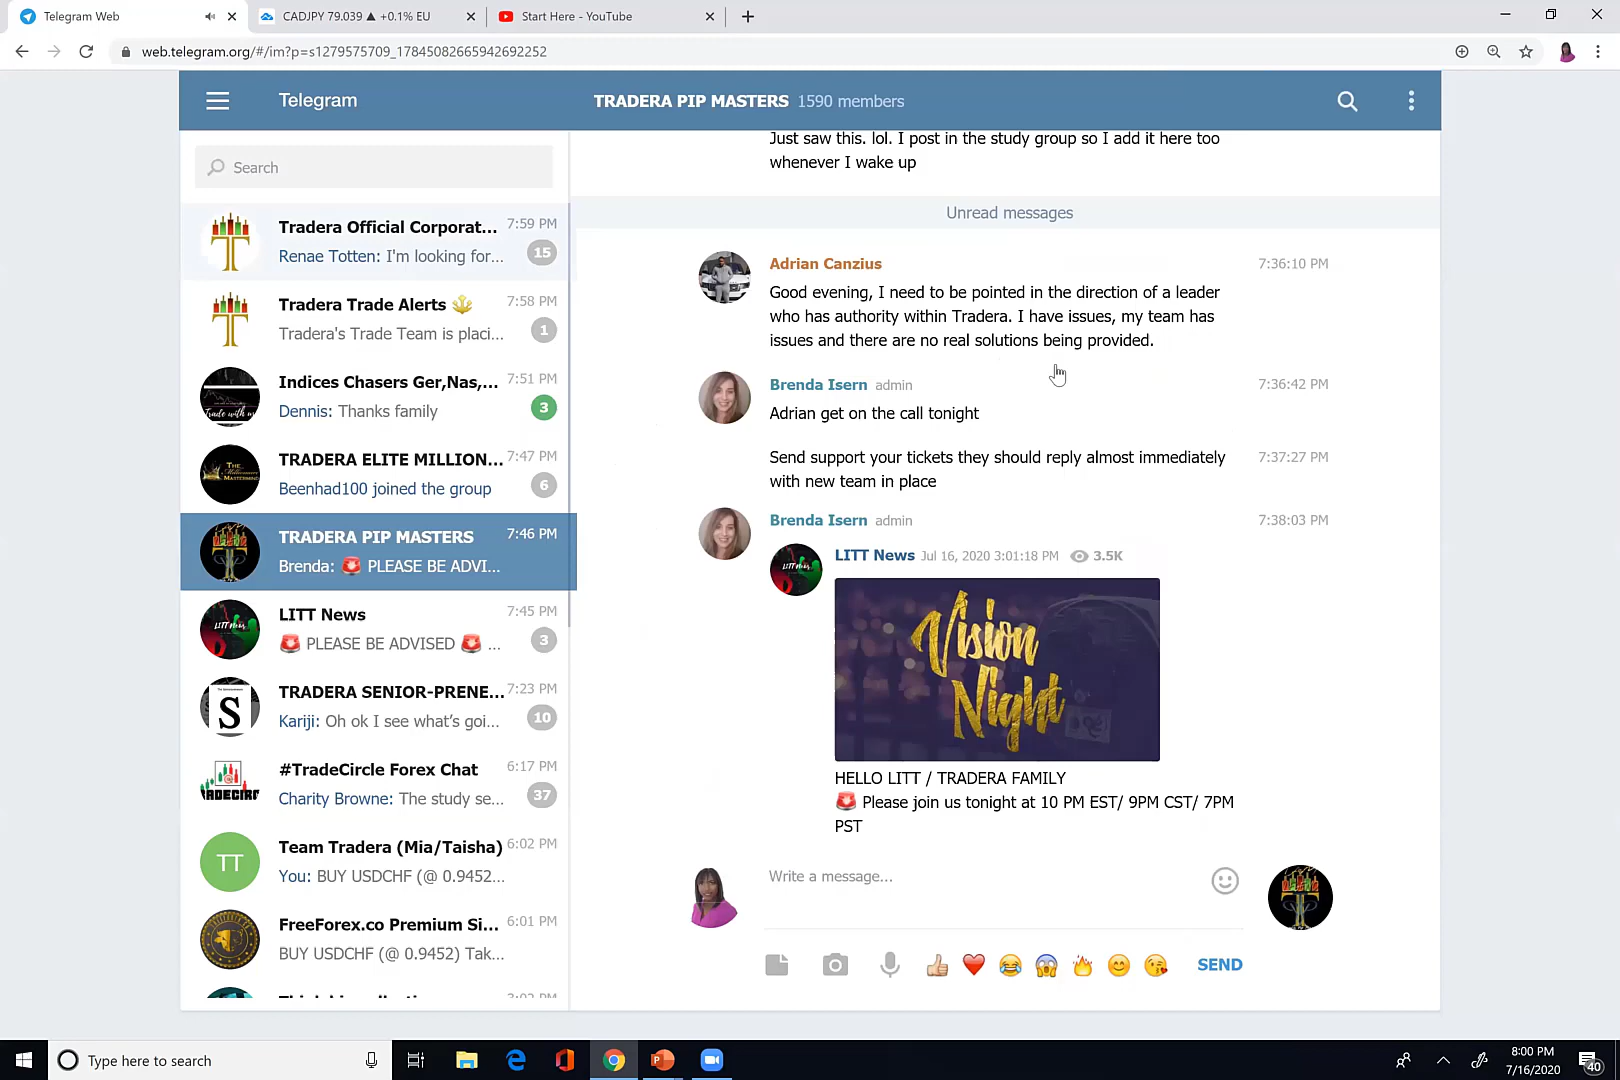 Telegram Web
CADJPY 79.039 ▲ +0.1% EU
Start Here - YouTube
web.telegram.org/#/im?p=s1279575709_17845082665942692252
Telegram
TRADERA PIP MASTERS 1590 members
Search
Tradera Official Corporat... 7:59 PM
Renae Totten: I'm looking for... 15
Tradera Trade Alerts ⚓ 7:58 PM
Tradera's Trade Team is placi... 1
Indices Chasers Ger,Nas,... 7:51 PM
Dennis: Thanks family 3
TRADERA ELITE MILLION... 7:47 PM
Beenhad100 joined the group 6
TRADERA PIP MASTERS 7:46 PM
Brenda: 🚨 PLEASE BE ADVI...
LITT News 7:45 PM
🚨 PLEASE BE ADVISED 🚨 ... 3
TRADERA SENIOR-PRENE... 7:23 PM
Kariji: Oh ok I see what's goi... 10
#TradeCircle Forex Chat 6:17 PM
Charity Browne: The study se... 37
Team Tradera (Mia/Taisha) 6:02 PM
TT
You: BUY USDCHF (@ 0.9452...
FreeForex.co Premium Si... 6:01 PM
BUY USDCHF (@ 0.9452) Tak...
Just saw this. lol. I post in the study group so I add it here too
whenever I wake up
Unread messages
Adrian Canzius 7:36:10 PM
Good evening, I need to be pointed in the direction of a leader
who has authority within Tradera. I have issues, my team has
issues and there are no real solutions being provided.
Brenda Isern admin 7:36:42 PM
Adrian get on the call tonight
Send support your tickets they should reply almost immediately 7:37:27 PM
with new team in place
Brenda Isern admin 7:38:03 PM
LITT News Jul 16, 2020 3:01:18 PM 3.5K
Vision
Night
HELLO LITT / TRADERA FAMILY
🚨 Please join us tonight at 10 PM EST/ 9PM CST/ 7PM
PST
Write a message...
SEND
Type here to search
8:00 PM
7/16/2020
40